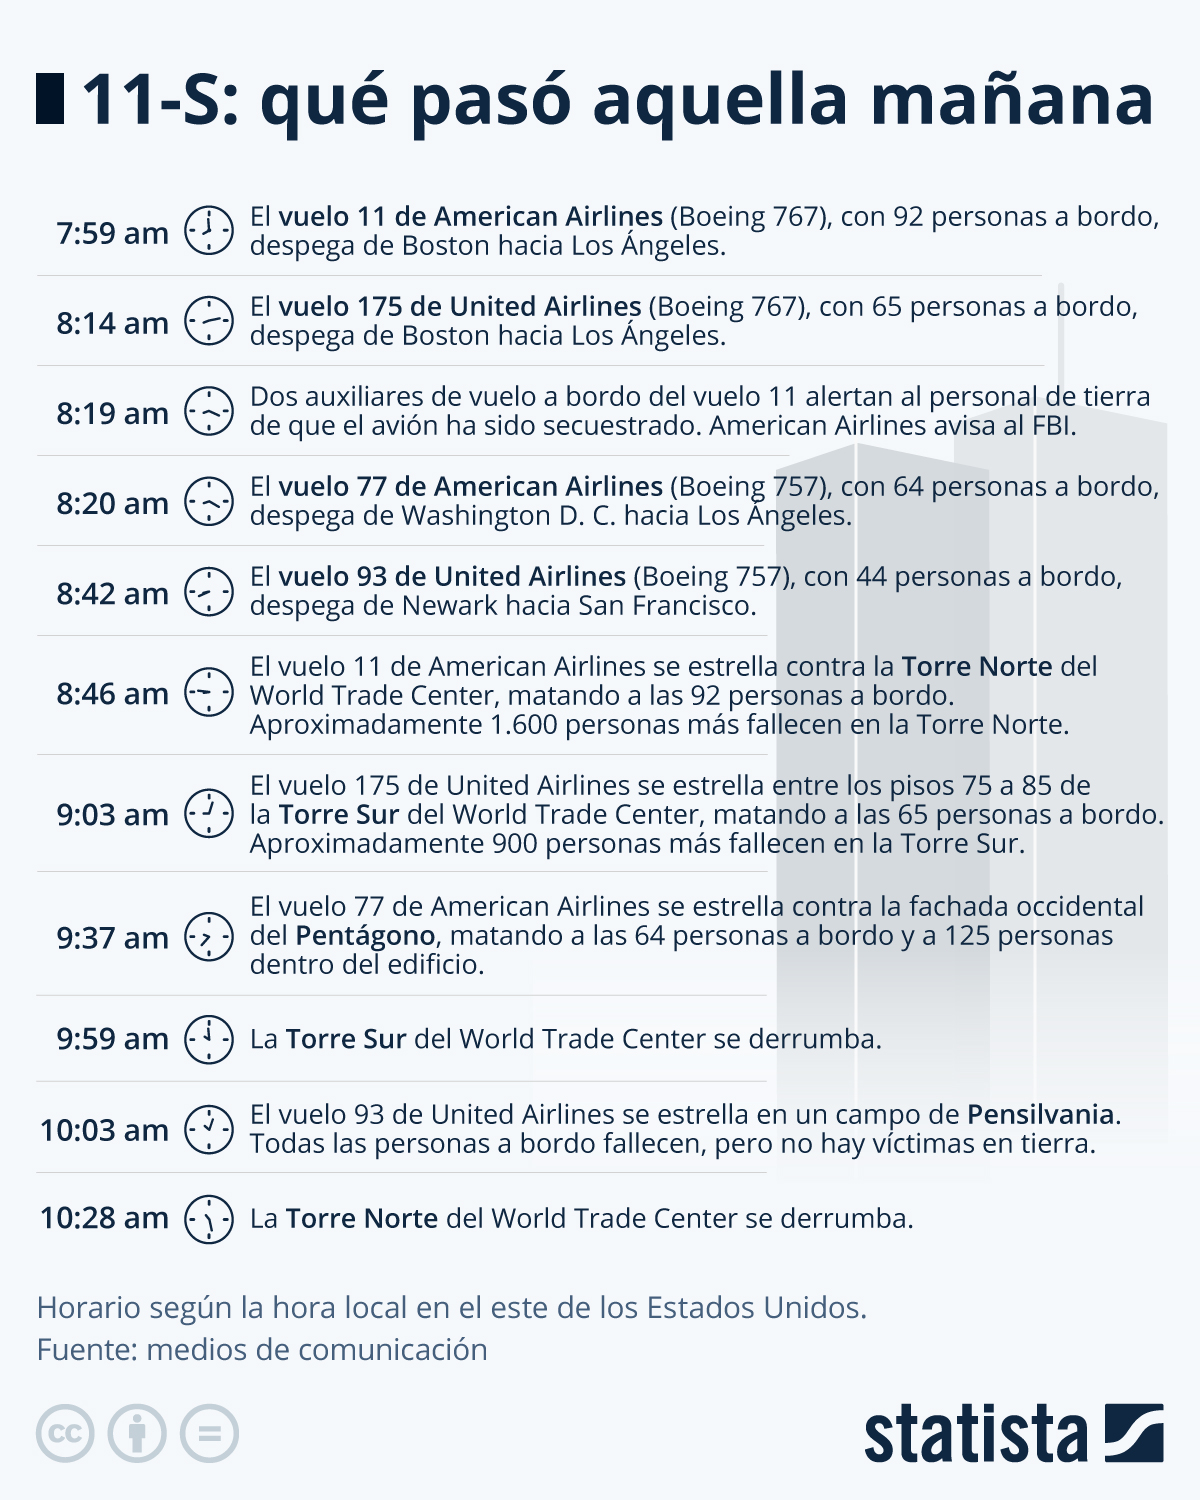 11-S: qué pasó aquella mañana
7:59 am
El vuelo 11 de American Airlines (Boeing 767), con 92 personas a bordo,
despega de Boston hacia Los Ángeles.
8:14 am
El vuelo 175 de United Airlines (Boeing 767), con 65 personas a bordo,
despega de Boston hacia Los Ángeles.
8:19 am
Dos auxiliares de vuelo a bordo del vuelo 11 alertan al personal de tierra
de que el avión ha sido secuestrado. American Airlines avisa al FBI.
8:20 am
El vuelo 77 de American Airlines (Boeing 757), con 64 personas a bordo,
despega de Washington D. C. hacia Los Ángeles.
8:42 am
El vuelo 93 de United Airlines (Boeing 757), con 44 personas a bordo,
despega de Newark hacia San Francisco.
8:46 am
El vuelo 11 de American Airlines se estrella contra la Torre Norte del
World Trade Center, matando a las 92 personas a bordo.
Aproximadamente 1.600 personas más fallecen en la Torre Norte.
9:03 am
El vuelo 175 de United Airlines se estrella entre los pisos 75 a 85 de
la Torre Sur del World Trade Center, matando a las 65 personas a bordo.
Aproximadamente 900 personas más fallecen en la Torre Sur.
9:37 am
El vuelo 77 de American Airlines se estrella contra la fachada occidental
del Pentágono, matando a las 64 personas a bordo y a 125 personas
dentro del edificio.
9:59 am
La Torre Sur del World Trade Center se derrumba.
10:03 am
El vuelo 93 de United Airlines se estrella en un campo de Pensilvania.
Todas las personas a bordo fallecen, pero no hay víctimas en tierra.
10:28 am
La Torre Norte del World Trade Center se derrumba.
Horario según la hora local en el este de los Estados Unidos.
Fuente: medios de comunicación
cc
statista